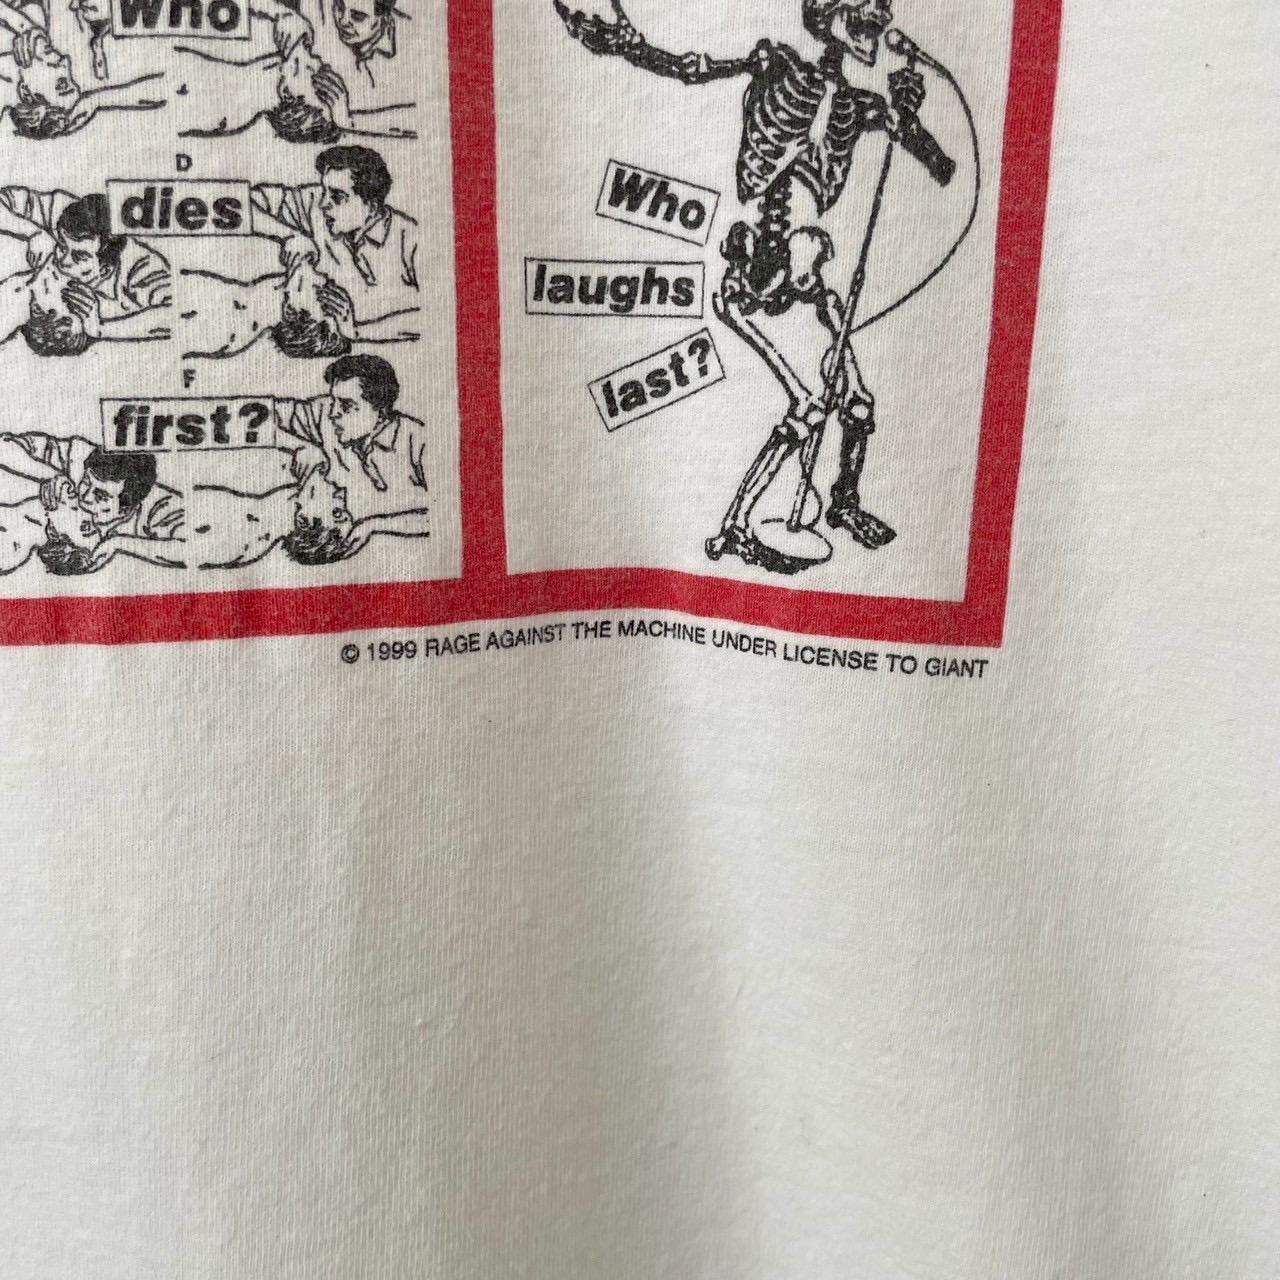 Who
D
dies
F
first?
Who
laughs
last?
© 1999 RAGE AGAINST THE MACHINE UNDER LICENSE TO GIANT